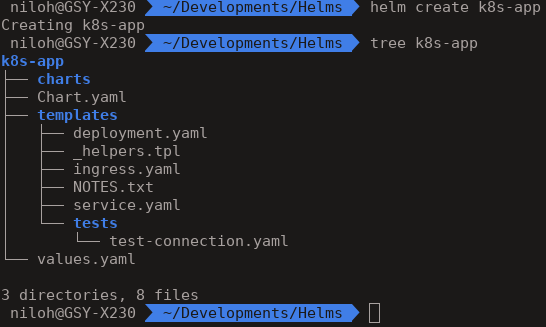 niloh@GSY-X230 ~/Developments/Helms helm create k8s-app
Creating k8s-app
niloh@GSY-X230 ~/Developments/Helms tree k8s-app
k8s-app
├── charts
├── Chart.yaml
├── templates
│   ├── deployment.yaml
│   ├── _helpers.tpl
│   ├── ingress.yaml
│   ├── NOTES.txt
│   ├── service.yaml
│   └── tests
│       └── test-connection.yaml
└── values.yaml
3 directories, 8 files
niloh@GSY-X230 ~/Developments/Helms